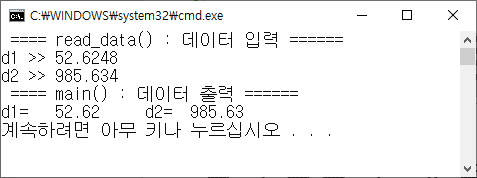 C:\WINDOWS\system32\cmd.exe
==== read_data() : 데이터 입력 ======
d1 >> 52.6248
d2 >> 985.634
==== main() : 데이터 출력 ======
d1=   52.62    d2=  985.63
계속하려면 아무 키나 누르십시오 . . .